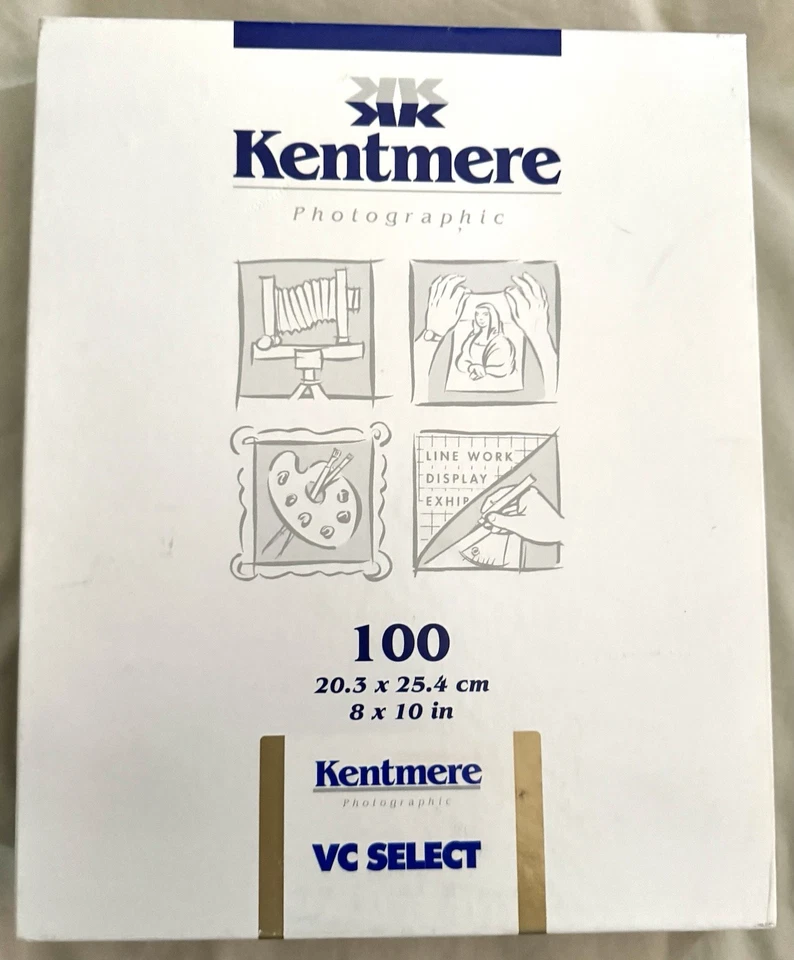 Kentmere
Photographic
LINE WORK
DISPLAY
EXHIB
100
20.3 x 25.4 cm
8 x 10 in
Kentmere
Photographic
VC SELECT